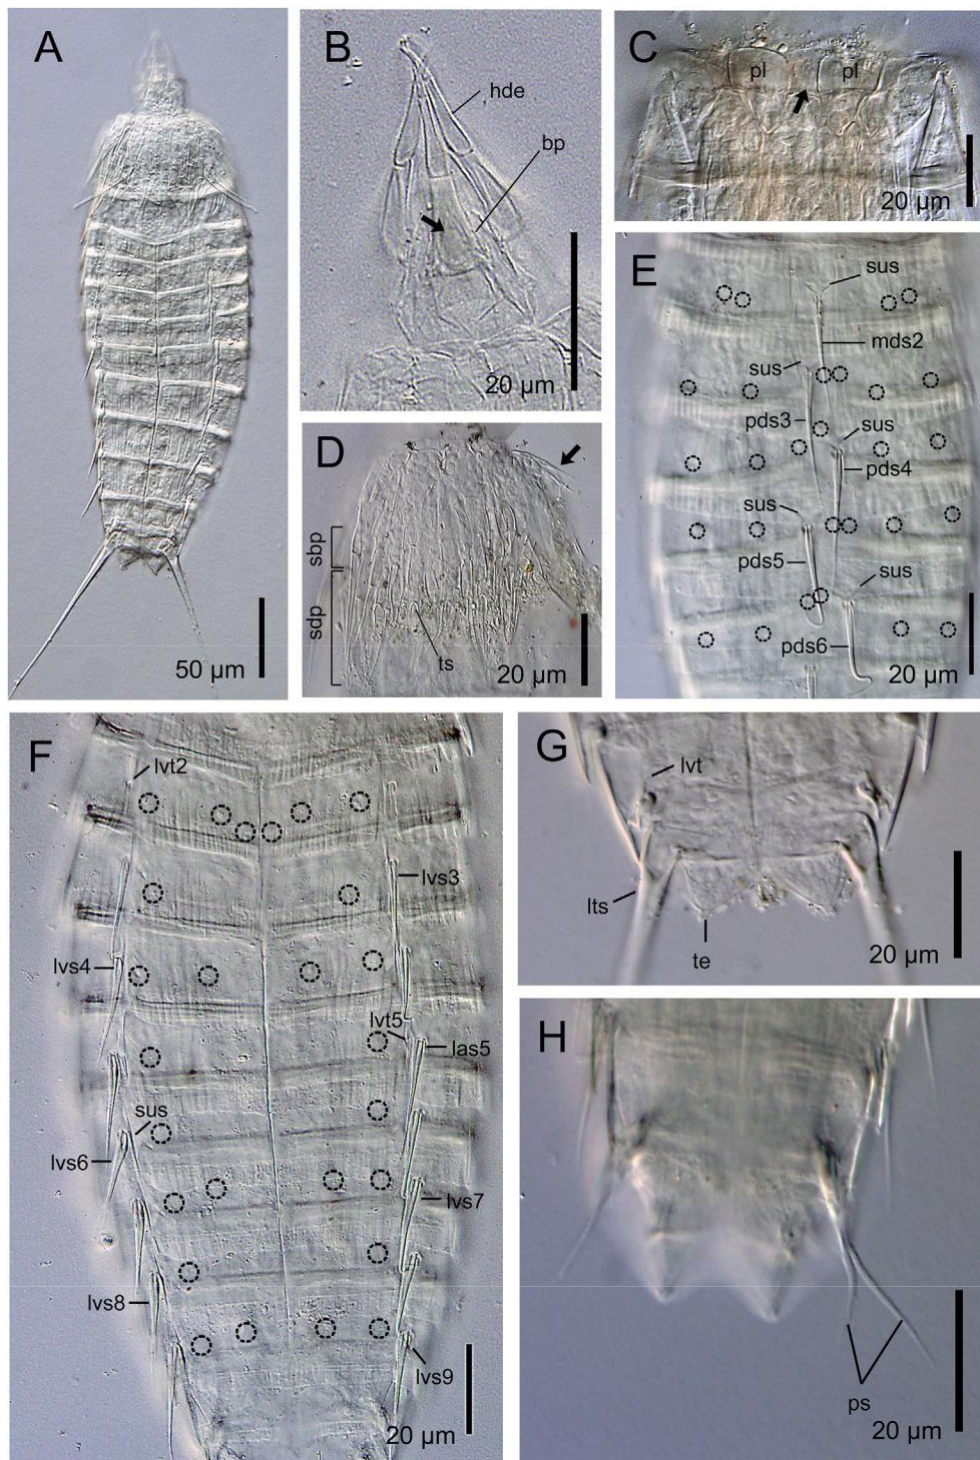 A
50 µm
B
hde
bp
20 µm
C
pl
pl
20 µm
D
sbp
sdp
ts
20 µm
E
sus
mds2
sus
pds3
sus
pds4
sus
pds5
sus
pds6
20 µm
F
lvt2
lvs3
lvs4
lvt5
las5
sus
lvs6
lvs7
lvs8
lvs9
20 µm
G
lvt
lts
te
20 µm
H
ps
20 µm